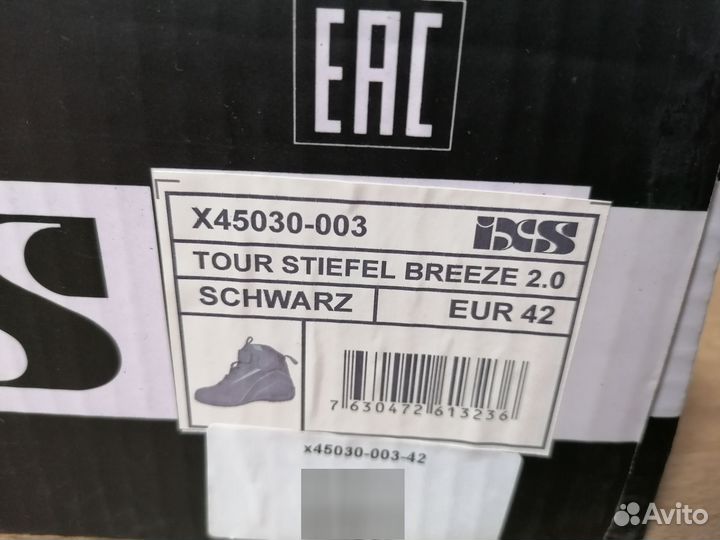 EAC
X45030-003 iXS
TOUR STIEFEL BREEZE 2.0
SCHWARZ EUR 42
7 630472 613236
x45030-003-42
S
Avito